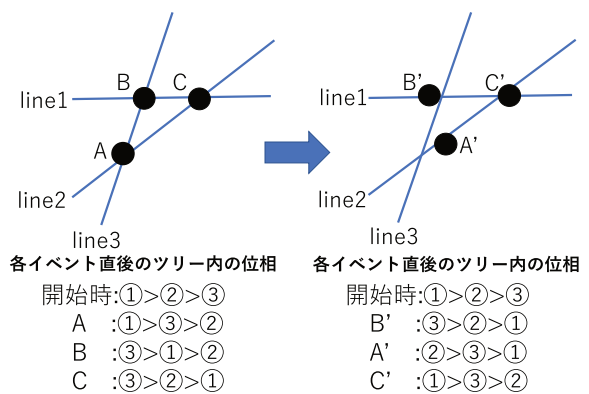 B C
line1
A
line2
line3
各イベント直後のツリー内の位相
開始時:①>②>③
A :①>③>②
B :③>①>②
C :③>②>①
B’ C’
line1
A’
line2
line3
各イベント直後のツリー内の位相
開始時:①>②>③
B’ :③>②>①
A’ :②>③>①
C’ :①>③>②